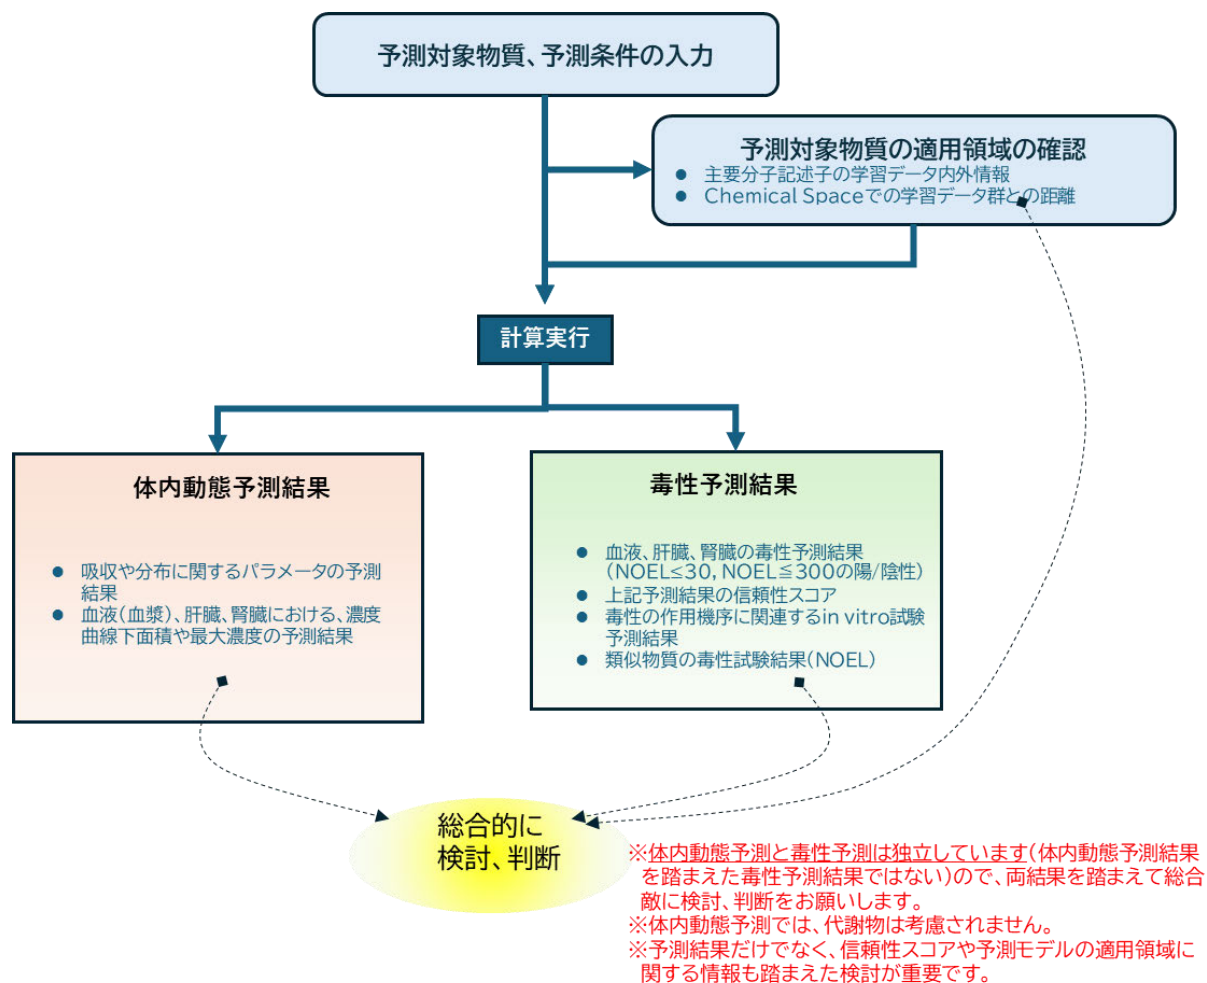 予測対象物質、予測条件の入力
予測対象物質の適用領域の確認
● 主要分子記述子の学習データ内外情報
● Chemical Spaceでの学習データ群との距離
計算実行
体内動態予測結果
● 吸収や分布に関するパラメータの予測
結果
● 血液(血漿)、肝臓、腎臓における、濃度
曲線下面積や最大濃度の予測結果
毒性予測結果
● 血液、肝臓、腎臓の毒性予測結果
(NOEL≤30, NOEL≦300の陽/陰性)
● 上記予測結果の信頼性スコア
● 毒性の作用機序に関連するin vitro試験
予測結果
● 類似物質の毒性試験結果(NOEL)
総合的に
検討、判断
※体内動態予測と毒性予測は独立しています(体内動態予測結果
を踏まえた毒性予測結果ではない)ので、両結果を踏まえて総合
敵に検討、判断をお願いします。
※体内動態予測では、代謝物は考慮されません。
※予測結果だけでなく、信頼性スコアや予測モデルの適用領域に
関する情報も踏まえた検討が重要です。